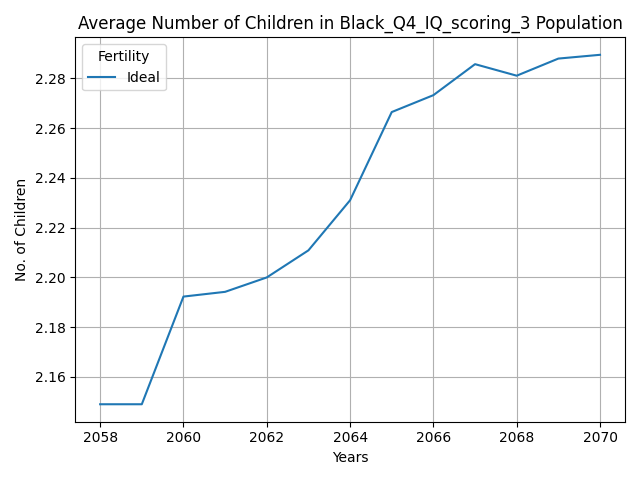 Average Number of Children in Black_Q4_IQ_scoring_3 Population
Fertility
Ideal
2.28
2.26
2.24
2.22
2.20
2.18
2.16
No. of Children
2058 2060 2062 2064 2066 2068 2070
Years